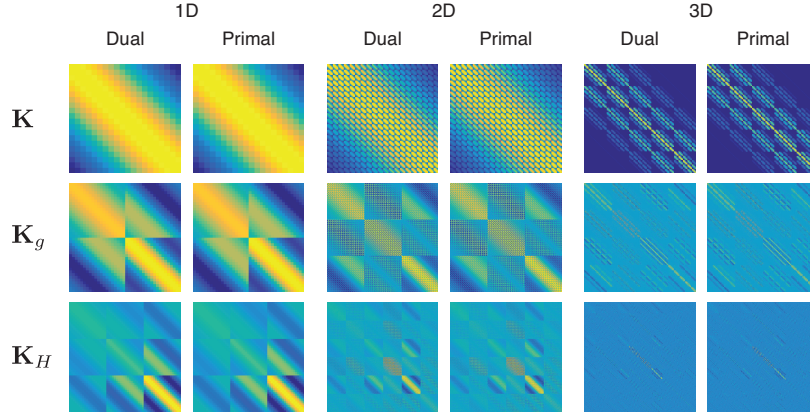 1D 2D 3D
Dual Primal Dual Primal Dual Primal
K
K_g
K_H